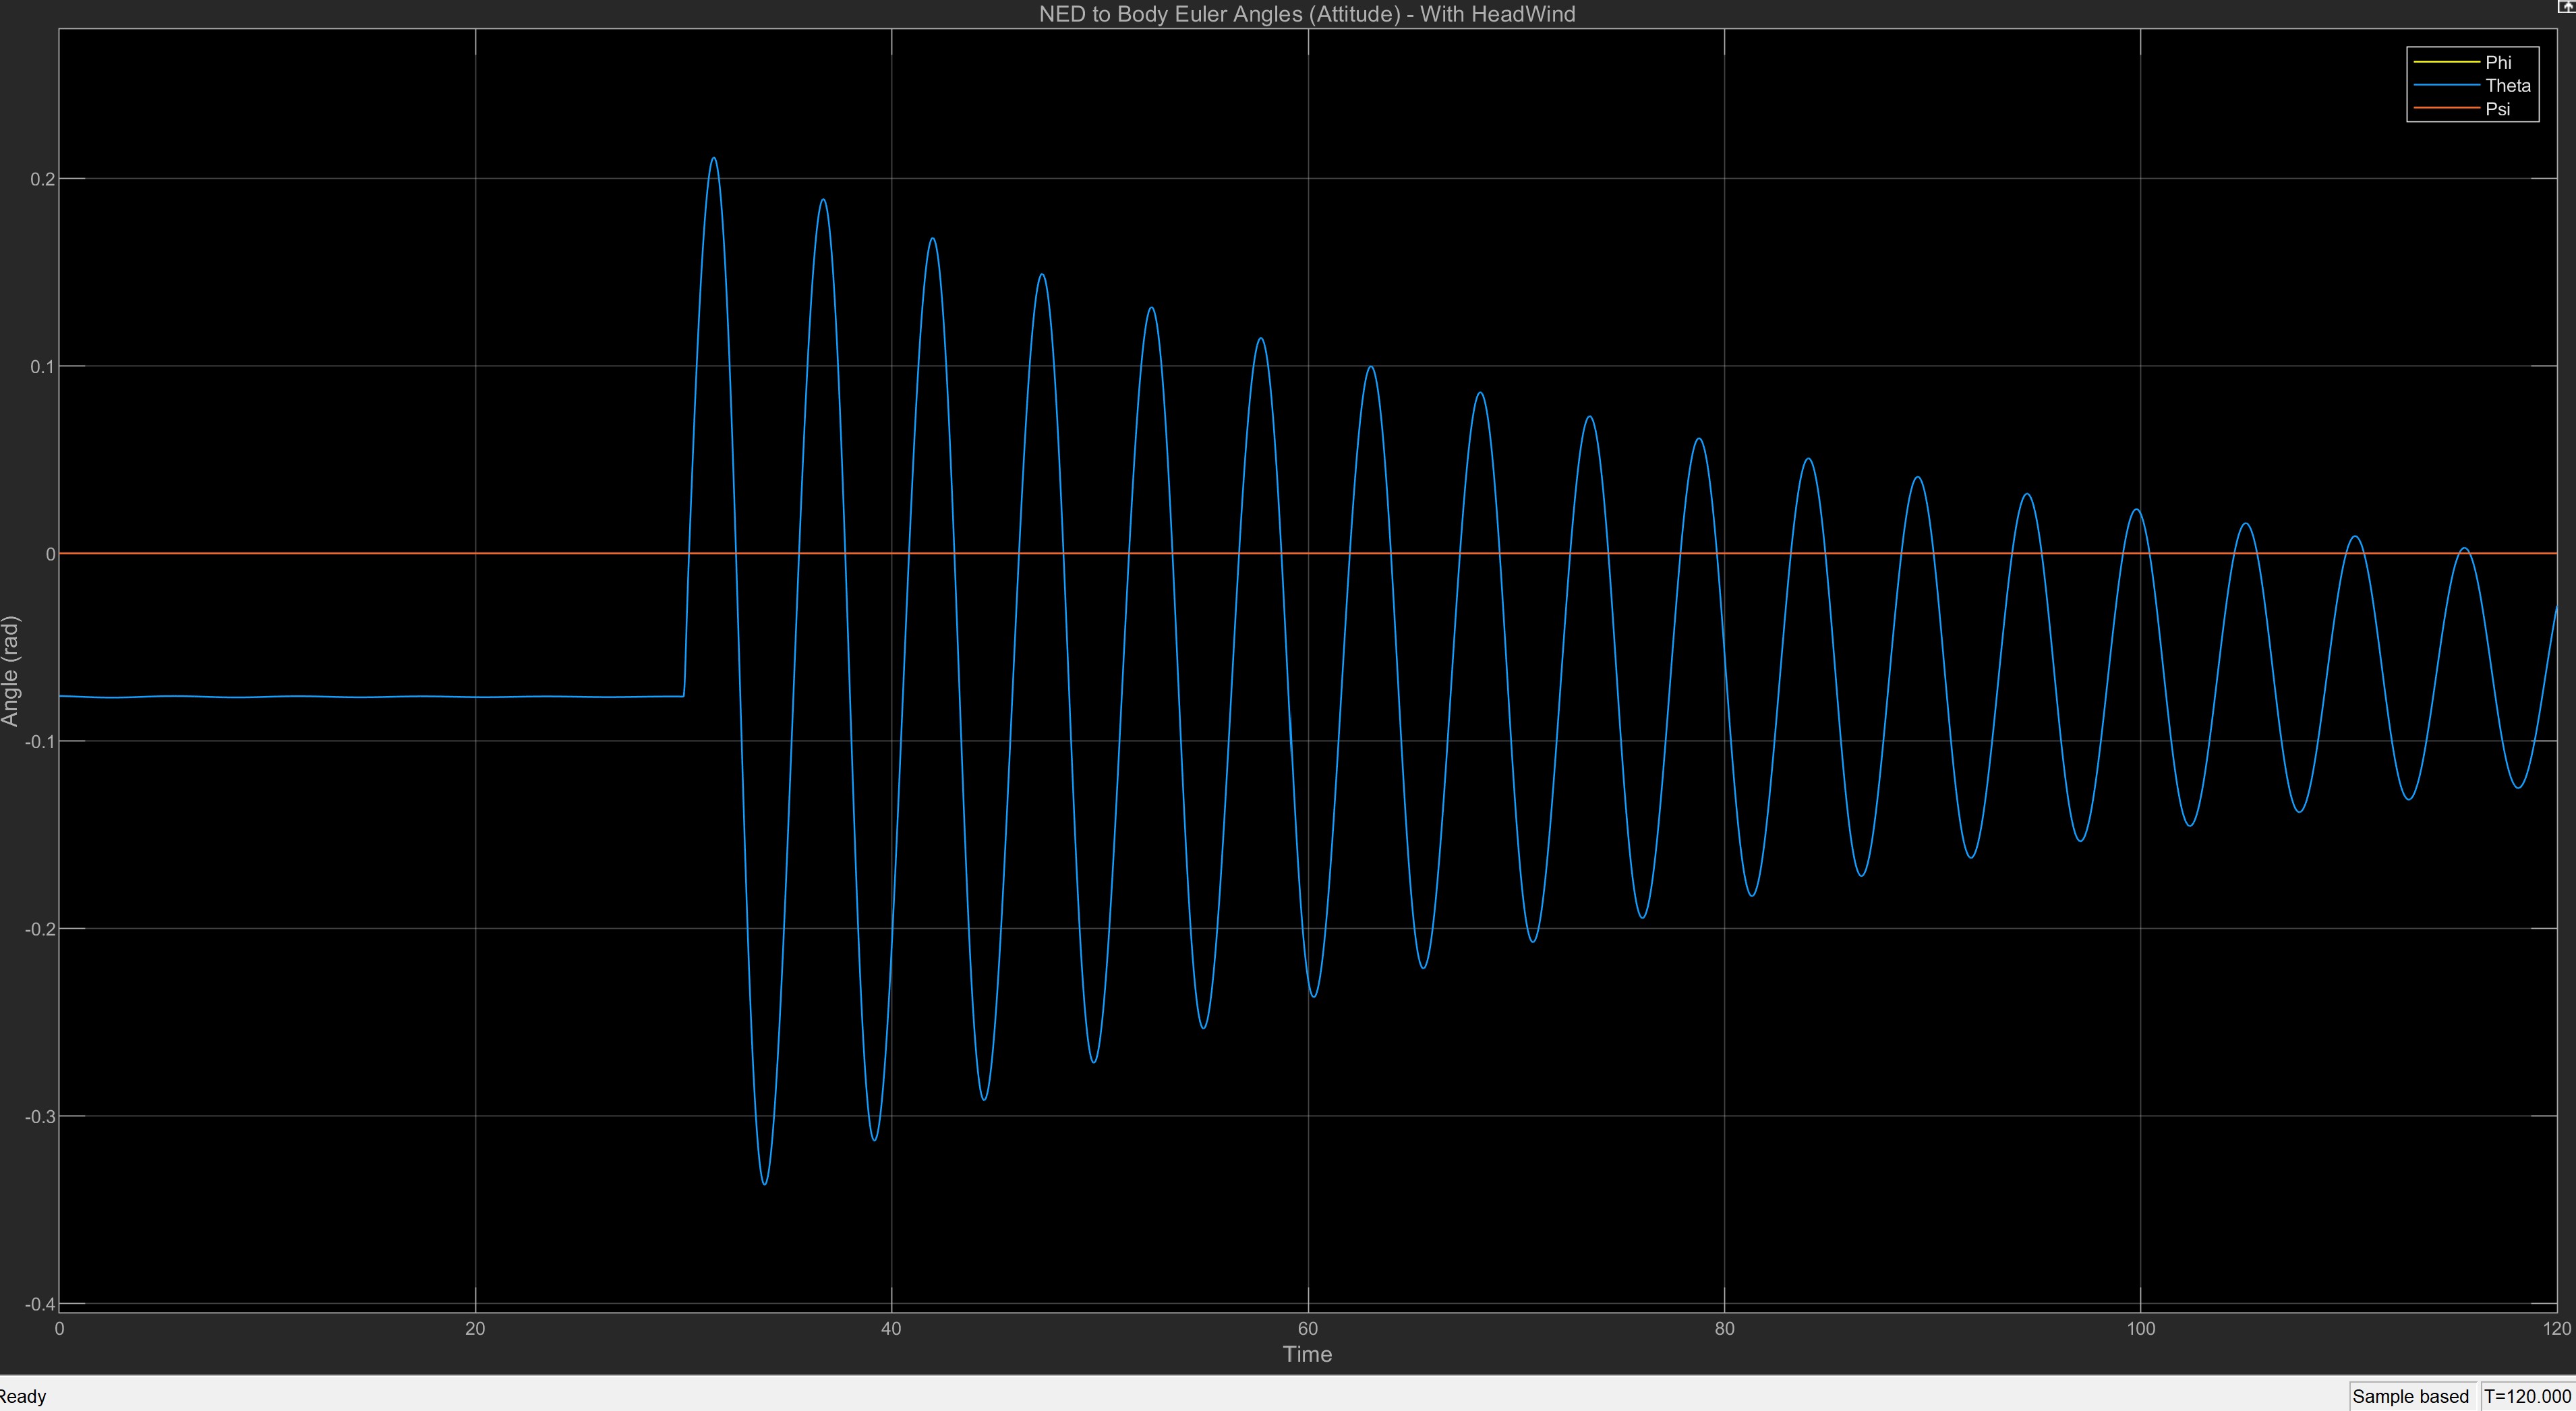 NED to Body Euler Angles (Attitude) - With HeadWind
Phi
Theta
Psi
0.2
0.1
0
-0.1
-0.2
-0.3
-0.4
Angle (rad)
0 20 40 60 80 100 120
Time
Ready Sample based T=120.000